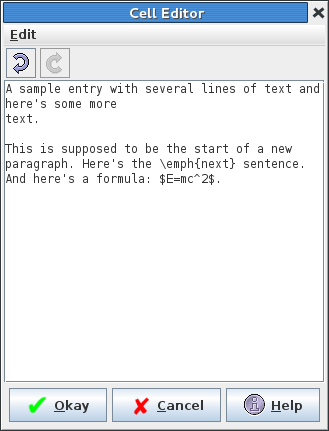 Cell Editor
Edit
A sample entry with several lines of text and
here's some more
text.
This is supposed to be the start of a new
paragraph. Here's the \emph{next} sentence.
And here's a formula: $E=mc^2$.
Okay
Cancel
Help